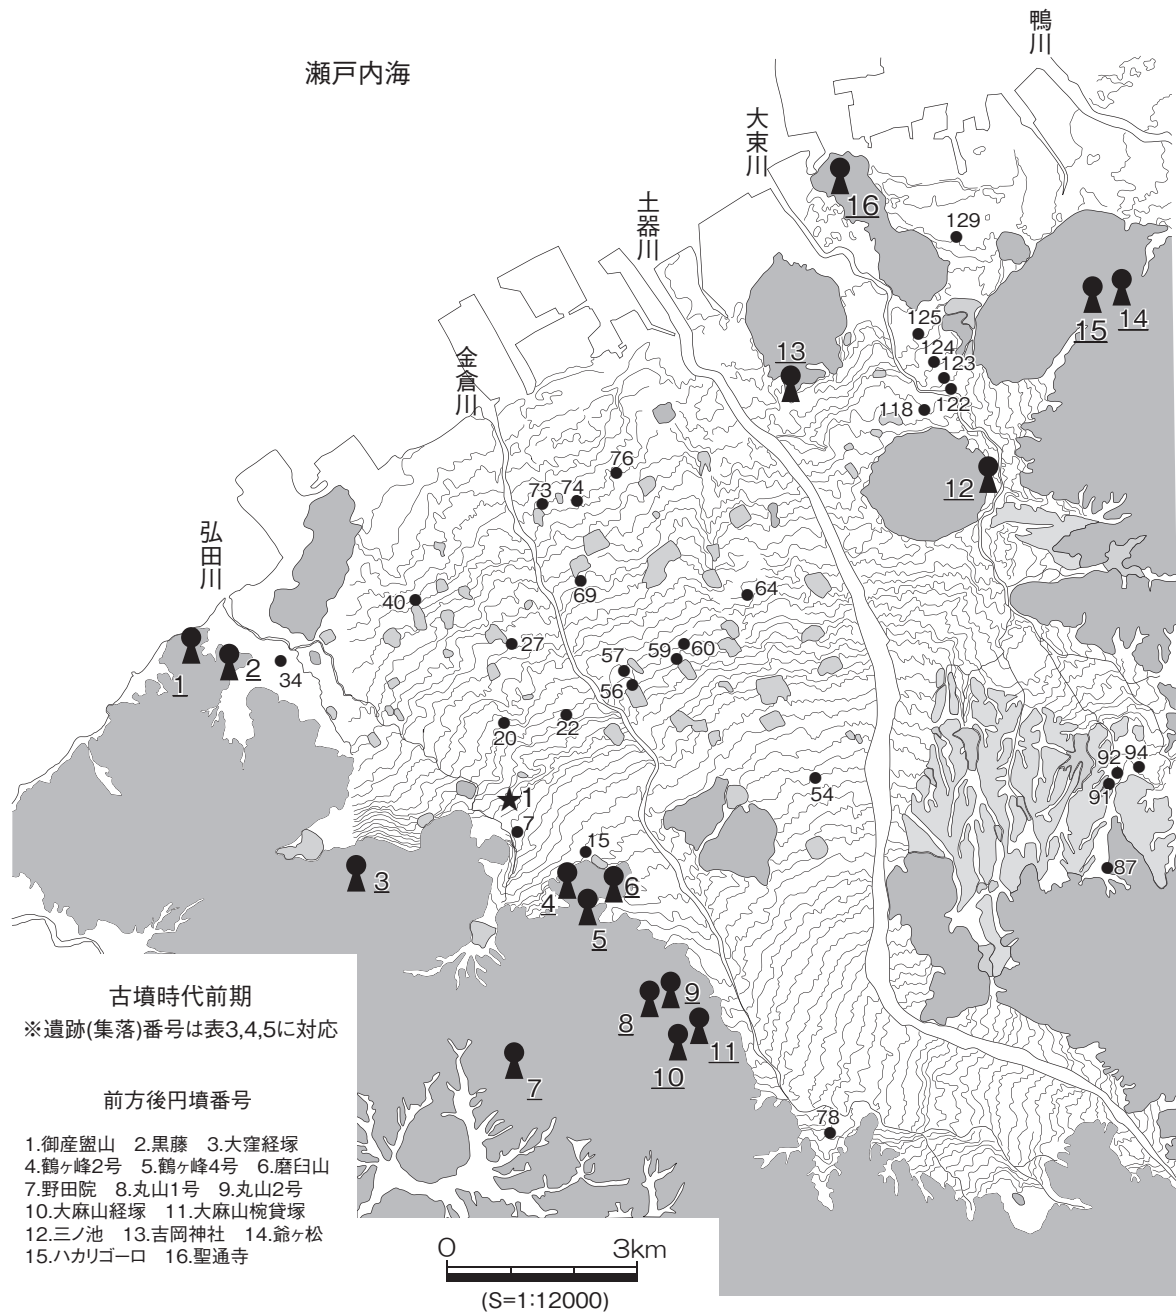 鴨川
瀬戸内海
大束川
土器川
金倉川
弘田川
16
129
15
14
125
124
123
122
118
13
12
76
73
74
69
64
40
27
59
60
57
56
1
2
34
20
22
54
92
94
91
87
★1
7
15
3
4
5
6
8
9
10
11
7
78
古墳時代前期
※遺跡(集落)番号は表3,4,5に対応
前方後円墳番号
1.御産盥山 2.黒藤 3.大窪経塚
4.鶴ヶ峰2号 5.鶴ヶ峰4号 6.磨臼山
7.野田院 8.丸山1号 9.丸山2号
10.大麻山経塚 11.大麻山椀貸塚
12.三ノ池 13.吉岡神社 14.爺ヶ松
15.ハカリゴーロ 16.聖通寺
0 3km
(S=1:12000)